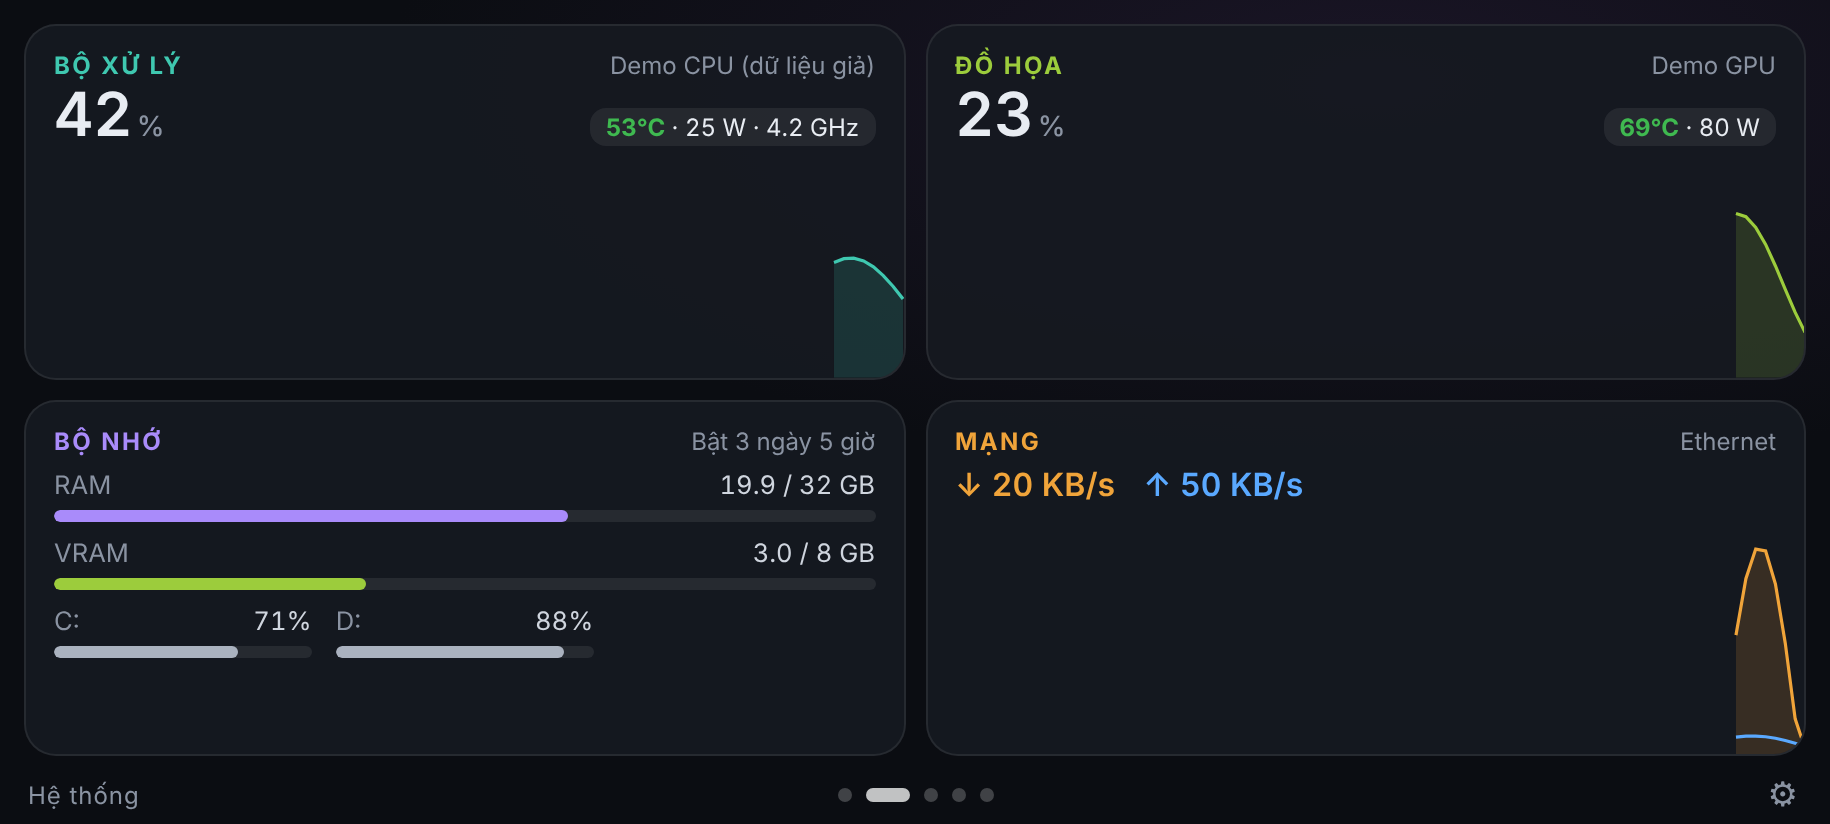 BỘ XỬ LÝ
Demo CPU (dữ liệu giả)
42 %
53°C · 25 W · 4.2 GHz
ĐỒ HỌA
Demo GPU
23 %
69°C · 80 W
BỘ NHỚ
Bật 3 ngày 5 giờ
RAM 19.9 / 32 GB
VRAM 3.0 / 8 GB
C: 71% D: 88%
MẠNG
Ethernet
↓ 20 KB/s ↑ 50 KB/s
Hệ thống